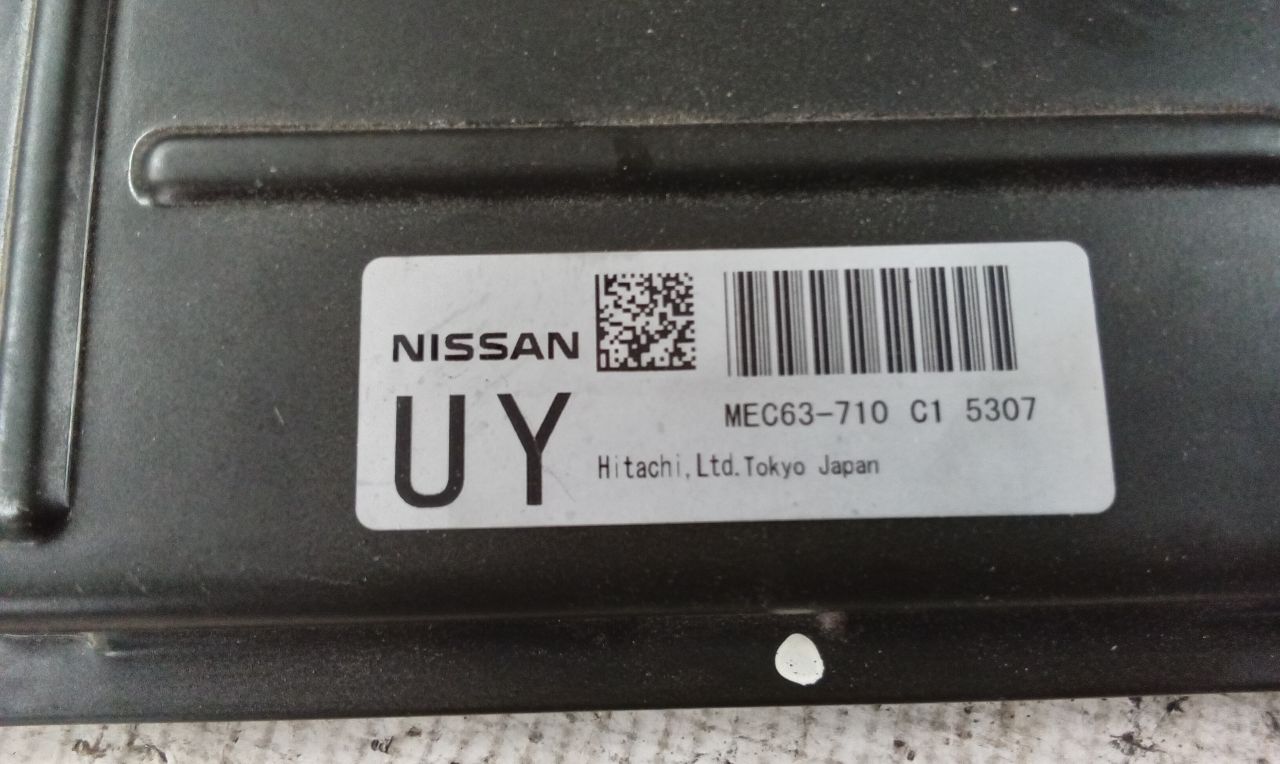 NISSAN
UY
MEC63-710 C1 5307
Hitachi,Ltd.Tokyo Japan